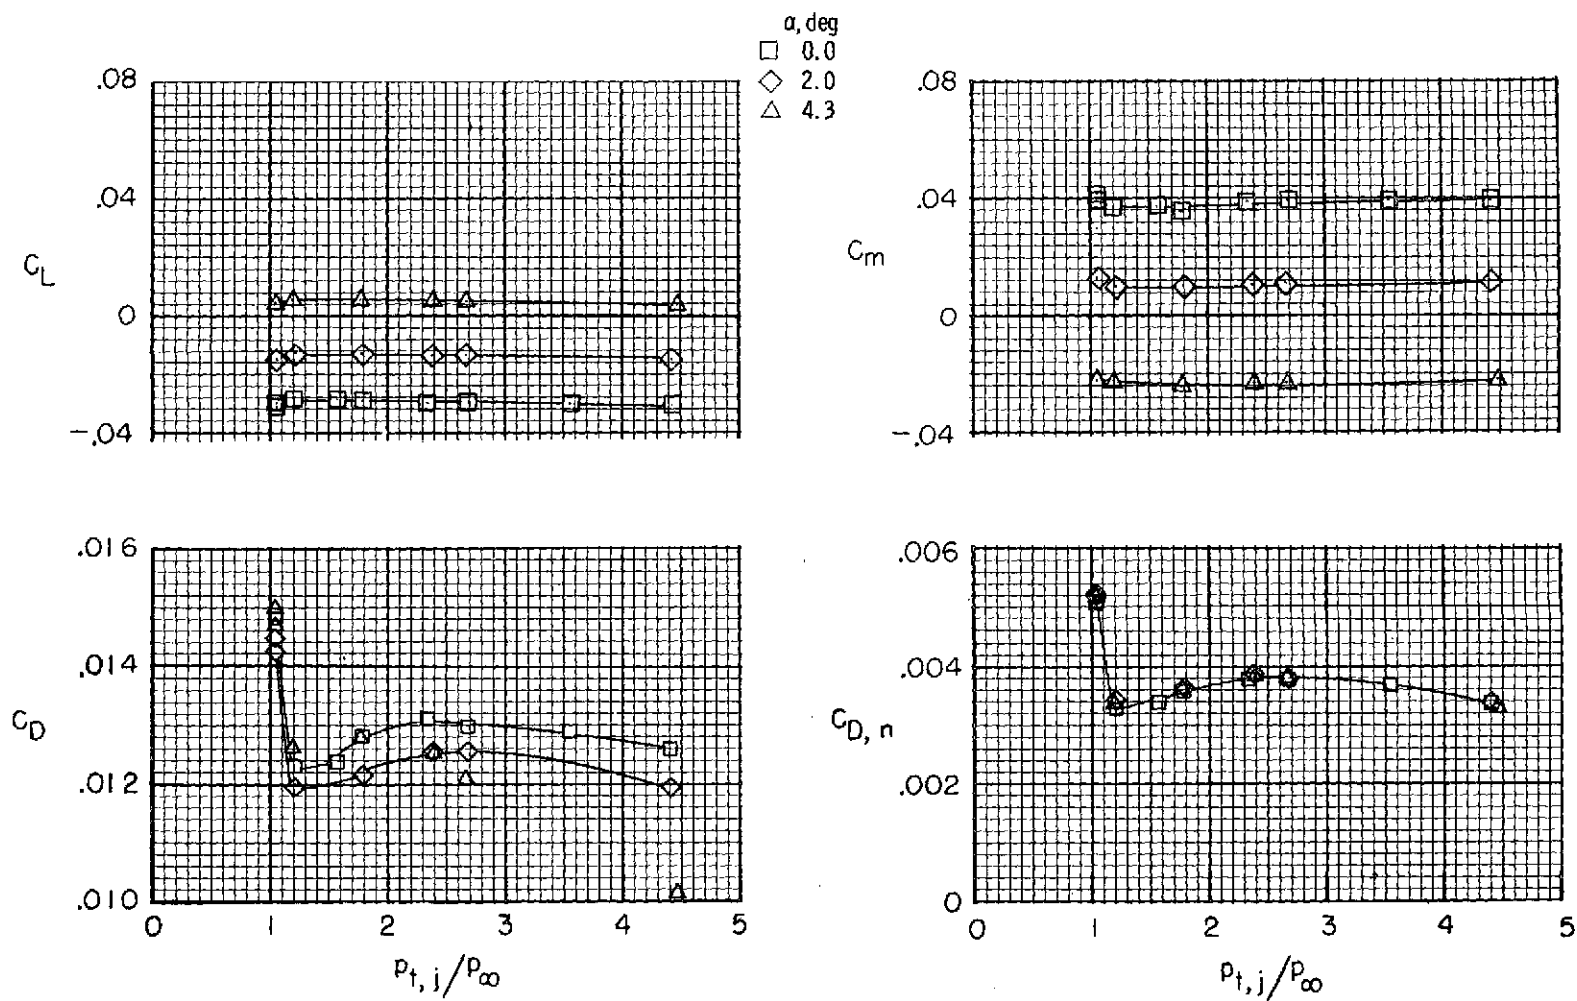 α, deg
□ 0.0
◇ 2.0
△ 4.3
.08
.04
0
-.04
C_L
.08
.04
0
-.04
C_m
.016
.014
.012
.010
C_D
0 1 2 3 4 5
p_t, j/p_∞
.006
.004
.002
0
C_D, n
0 1 2 3 4 5
p_t, j/p_∞